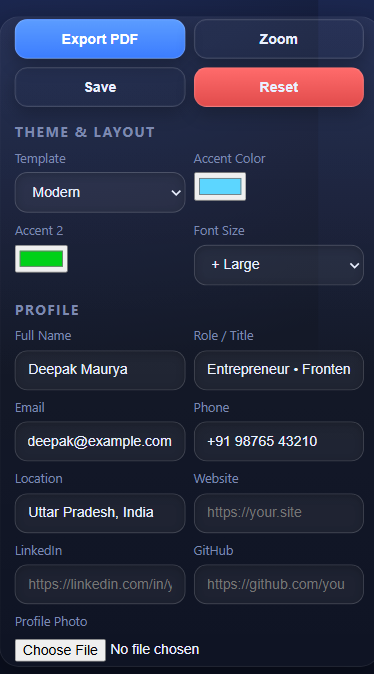 Export PDF Zoom
Save Reset
THEME & LAYOUT
Template Accent Color
Modern
Accent 2 Font Size
+ Large
PROFILE
Full Name Role / Title
Deepak Maurya Entrepreneur • Fronten
Email Phone
deepak@example.com +91 98765 43210
Location Website
Uttar Pradesh, India https://your.site
LinkedIn GitHub
https://linkedin.com/in/y https://github.com/you
Profile Photo
Choose File No file chosen